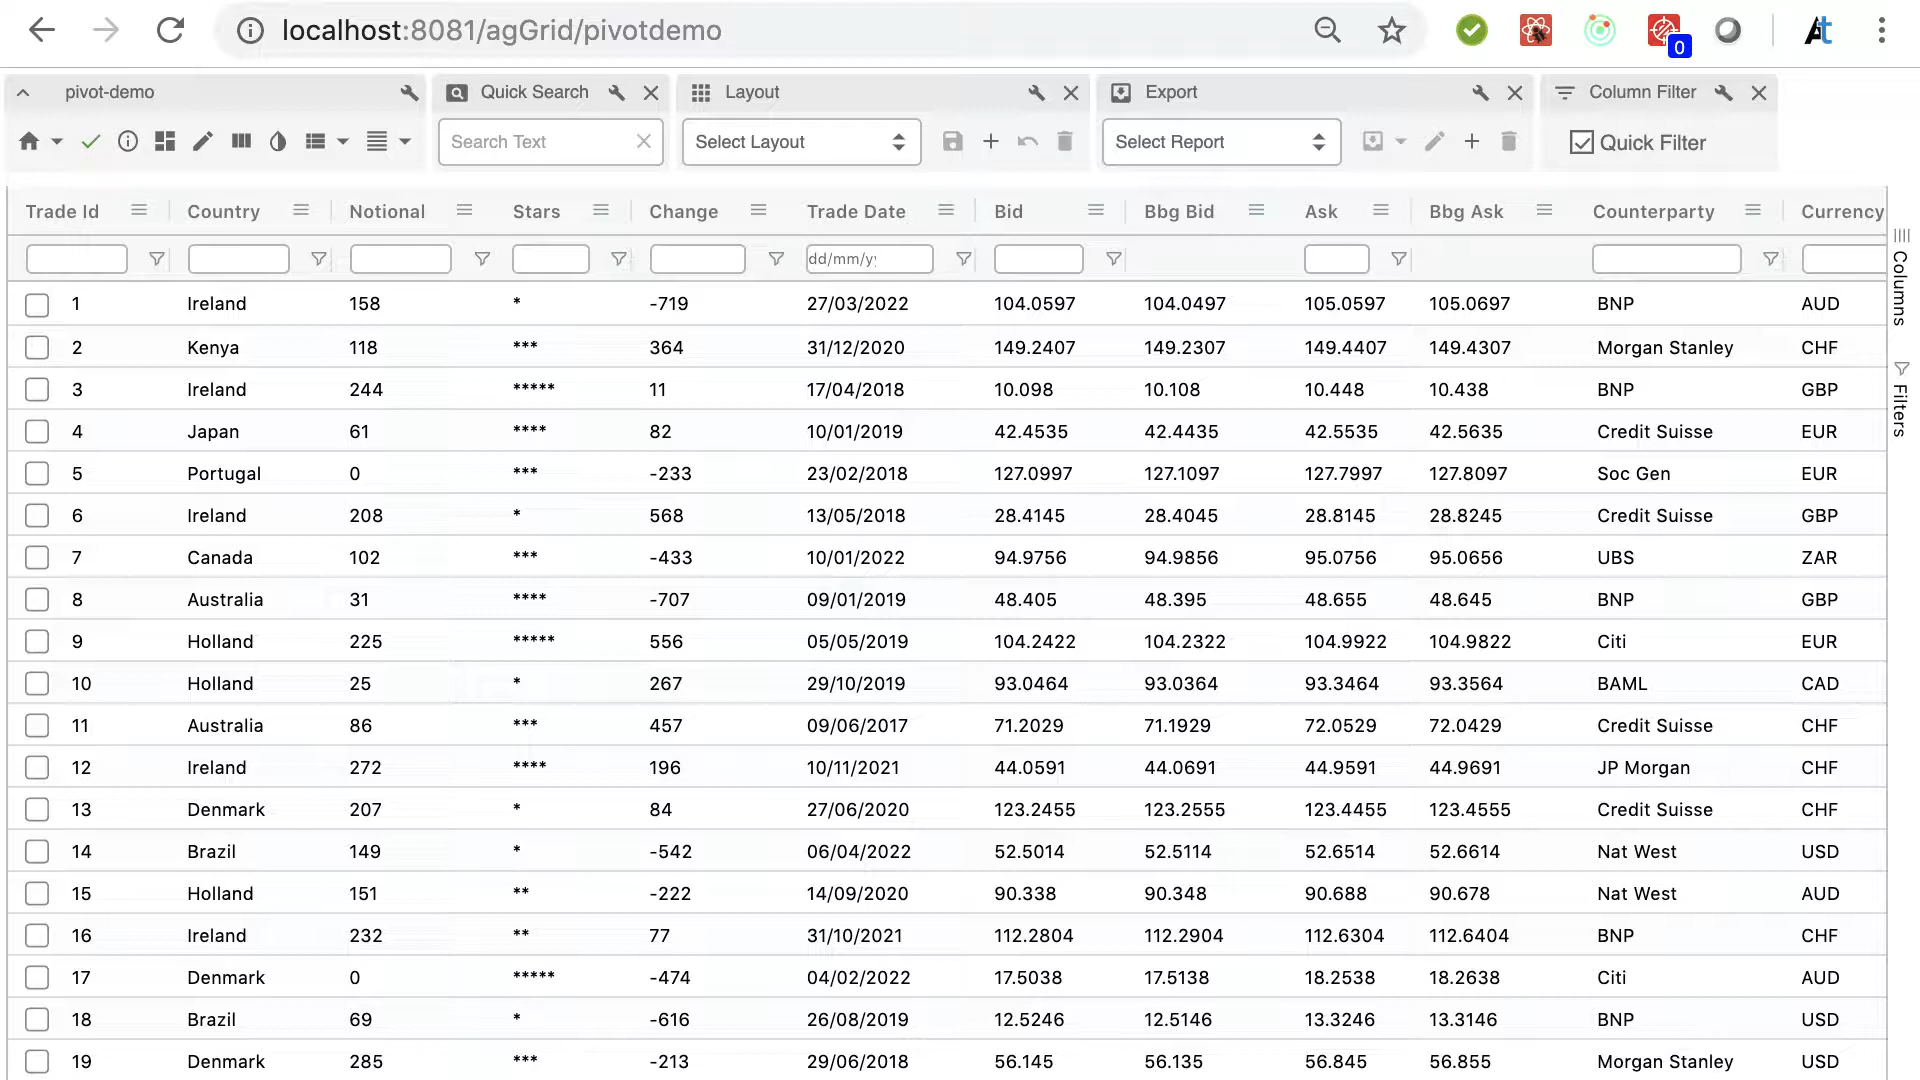 localhost:8081/agGrid/pivotdemo
0
pivot-demo Quick Search Layout Export Column Filter
Search Text Select Layout Select Report Quick Filter
Trade Id Country Notional Stars Change Trade Date Bid Bbg Bid Ask Bbg Ask Counterparty Currency
dd/mm/y
1 Ireland 158 * -719 27/03/2022 104.0597 104.0497 105.0597 105.0697 BNP AUD
2 Kenya 118 *** 364 31/12/2020 149.2407 149.2307 149.4407 149.4307 Morgan Stanley CHF
3 Ireland 244 ***** 11 17/04/2018 10.098 10.108 10.448 10.438 BNP GBP
4 Japan 61 **** 82 10/01/2019 42.4535 42.4435 42.5535 42.5635 Credit Suisse EUR
5 Portugal 0 *** -233 23/02/2018 127.0997 127.1097 127.7997 127.8097 Soc Gen EUR
6 Ireland 208 * 568 13/05/2018 28.4145 28.4045 28.8145 28.8245 Credit Suisse GBP
7 Canada 102 *** -433 10/01/2022 94.9756 94.9856 95.0756 95.0656 UBS ZAR
8 Australia 31 **** -707 09/01/2019 48.405 48.395 48.655 48.645 BNP GBP
9 Holland 225 ***** 556 05/05/2019 104.2422 104.2322 104.9922 104.9822 Citi EUR
10 Holland 25 * 267 29/10/2019 93.0464 93.0364 93.3464 93.3564 BAML CAD
11 Australia 86 *** 457 09/06/2017 71.2029 71.1929 72.0529 72.0429 Credit Suisse CHF
12 Ireland 272 **** 196 10/11/2021 44.0591 44.0691 44.9591 44.9691 JP Morgan CHF
13 Denmark 207 * 84 27/06/2020 123.2455 123.2555 123.4455 123.4555 Credit Suisse CHF
14 Brazil 149 * -542 06/04/2022 52.5014 52.5114 52.6514 52.6614 Nat West USD
15 Holland 151 ** -222 14/09/2020 90.338 90.348 90.688 90.678 Nat West AUD
16 Ireland 232 ** 77 31/10/2021 112.2804 112.2904 112.6304 112.6404 BNP CHF
17 Denmark 0 ***** -474 04/02/2022 17.5038 17.5138 18.2538 18.2638 Citi AUD
18 Brazil 69 * -616 26/08/2019 12.5246 12.5146 13.3246 13.3146 BNP USD
19 Denmark 285 *** -213 29/06/2018 56.145 56.135 56.845 56.855 Morgan Stanley USD
Columns
Filters